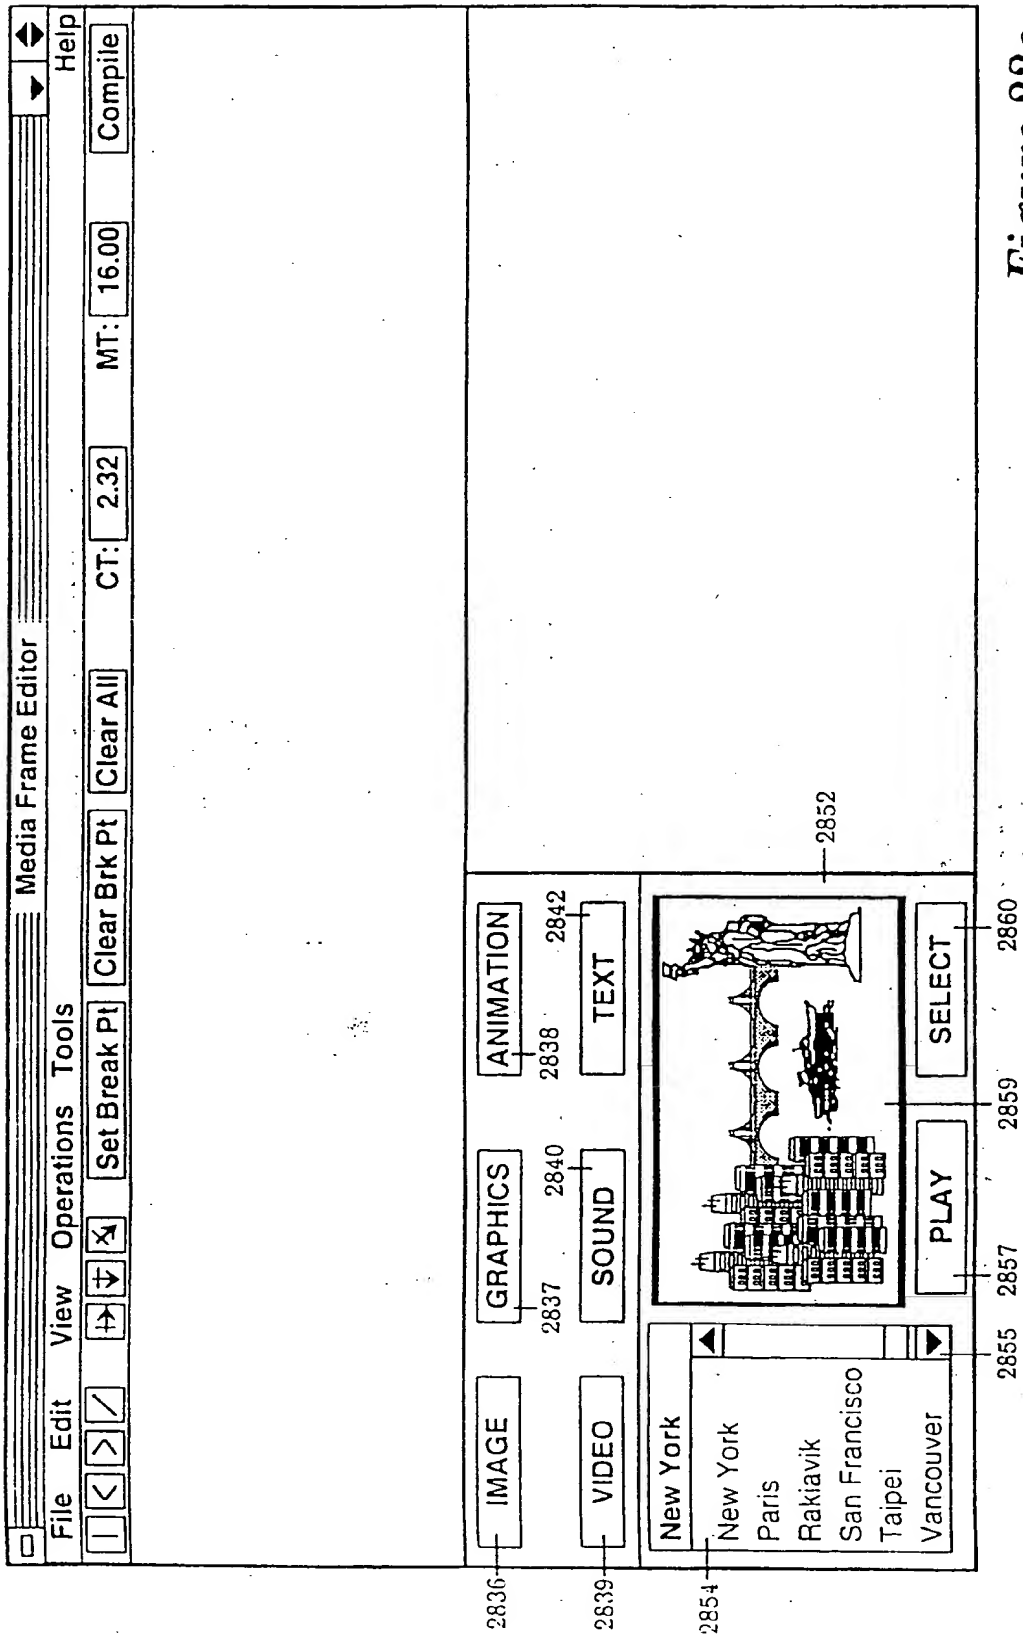 Media Frame Editor
File Edit View Operations Tools Help
Set Break Pt Clear Brk Pt Clear All CT: 2.32 MT: 16.00 Compile
2836 IMAGE GRAPHICS 2837 ANIMATION 2838
2839 VIDEO SOUND 2840 TEXT 2842
2854
New York
New York
Paris
Rakiavik
San Francisco
Taipei
Vancouver
2852
PLAY SELECT
2855 2857 2859 2860